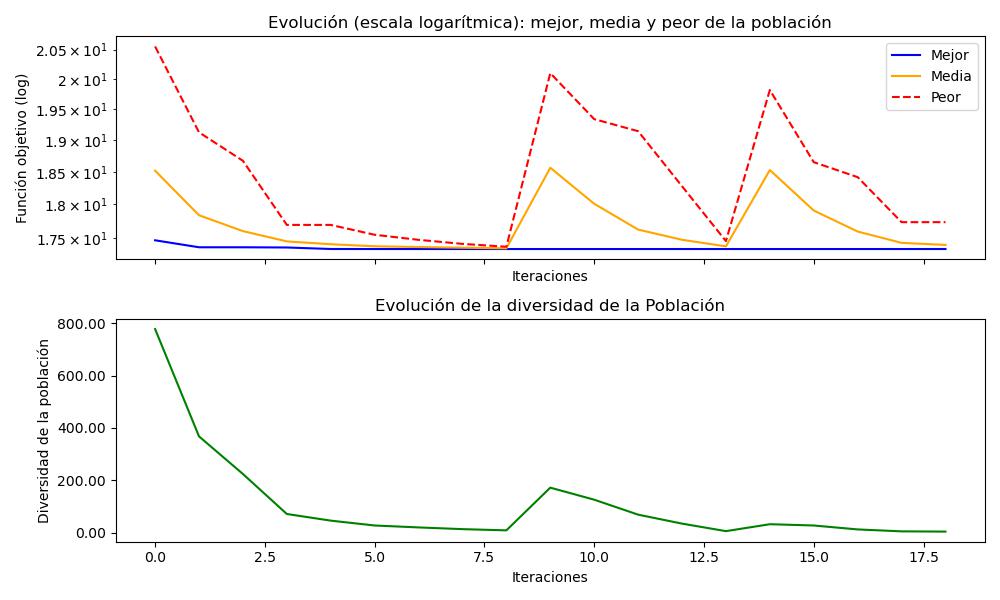 Evolución (escala logarítmica): mejor, media y peor de la población
Función objetivo (log)
2.05 × 10¹
2 × 10¹
1.95 × 10¹
1.9 × 10¹
1.85 × 10¹
1.8 × 10¹
1.75 × 10¹
Mejor
Media
Peor
Iteraciones
Evolución de la diversidad de la Población
Diversidad de la población
800.00
600.00
400.00
200.00
0.00
0.0 2.5 5.0 7.5 10.0 12.5 15.0 17.5
Iteraciones